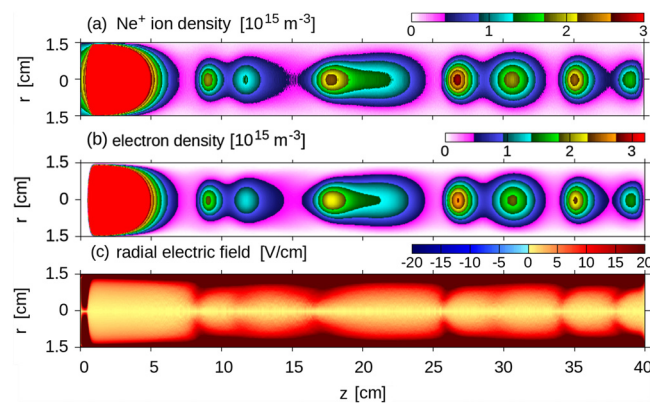 (a) Ne⁺ ion density [10¹⁵ m⁻³]
0 1 2 3
1.5
0
1.5
r [cm]
(b) electron density [10¹⁵ m⁻³]
0 1 2 3
1.5
0
1.5
r [cm]
(c) radial electric field [V/cm]
-20 -15 -10 -5 0 5 10 15 20
1.5
0
1.5
r [cm]
0 5 10 15 20 25 30 35 40
z [cm]